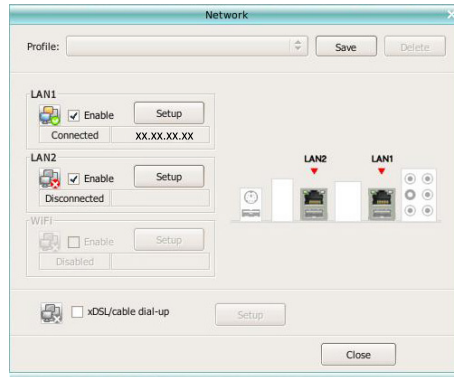 Network
Profile:
Save
Delete
LAN1
Enable
Setup
Connected
XX.XX.XX.XX
LAN2
Enable
Setup
Disconnected
WiFi
Enable
Setup
Disabled
LAN2
LAN1
xDSL/cable dial-up
Setup
Close